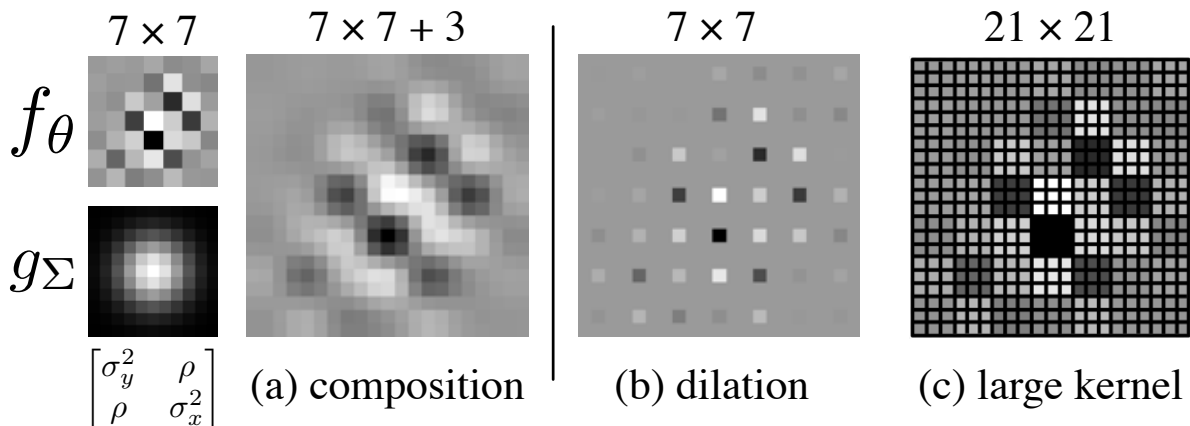 7 × 7
7 × 7 + 3
7 × 7
21 × 21
f_θ
g_Σ
[σ_y^2 ρ
ρ σ_x^2]
(a) composition
(b) dilation
(c) large kernel